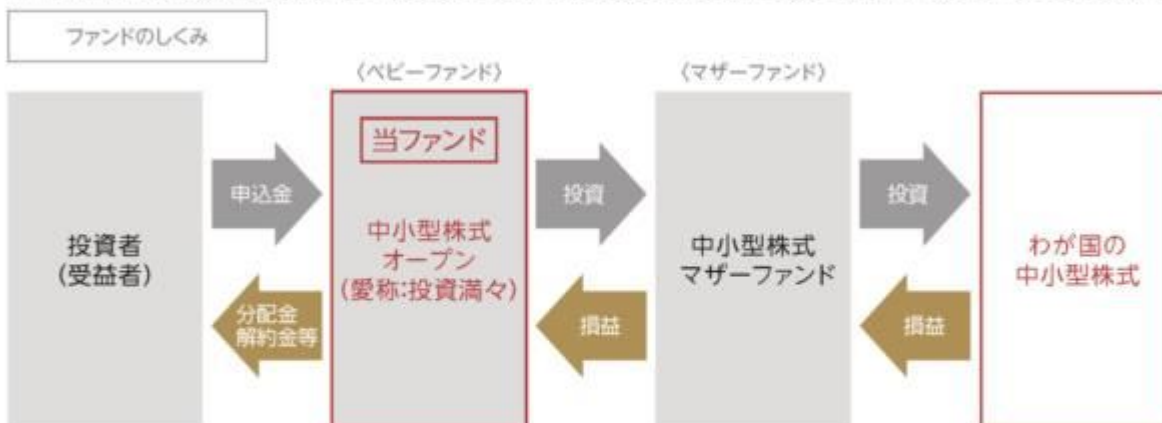 ファンドのしくみ
〈ベビーファンド〉
〈マザーファンド〉
投資者
(受益者)
申込金
分配金
解約金等
当ファンド
中小型株式
オープン
(愛称:投資満々)
投資
損益
中小型株式
マザーファンド
投資
損益
わが国の
中小型株式